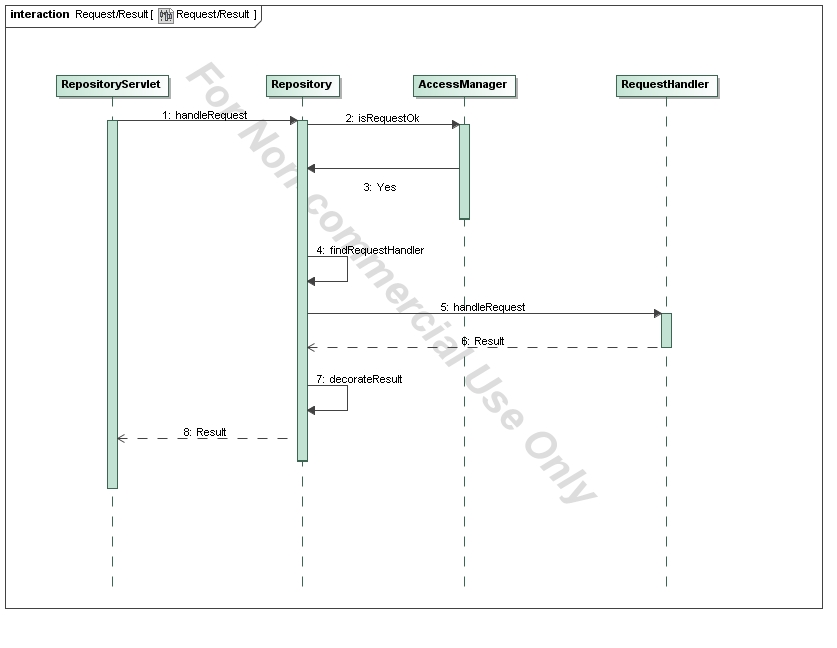 interaction Request/Result [ Request/Result ]
RepositoryServlet
Repository
AccessManager
RequestHandler
1: handleRequest
2: isRequestOk
3: Yes
4: findRequestHandler
5: handleRequest
6: Result
7: decorateResult
8: Result
For Non commercial Use Only